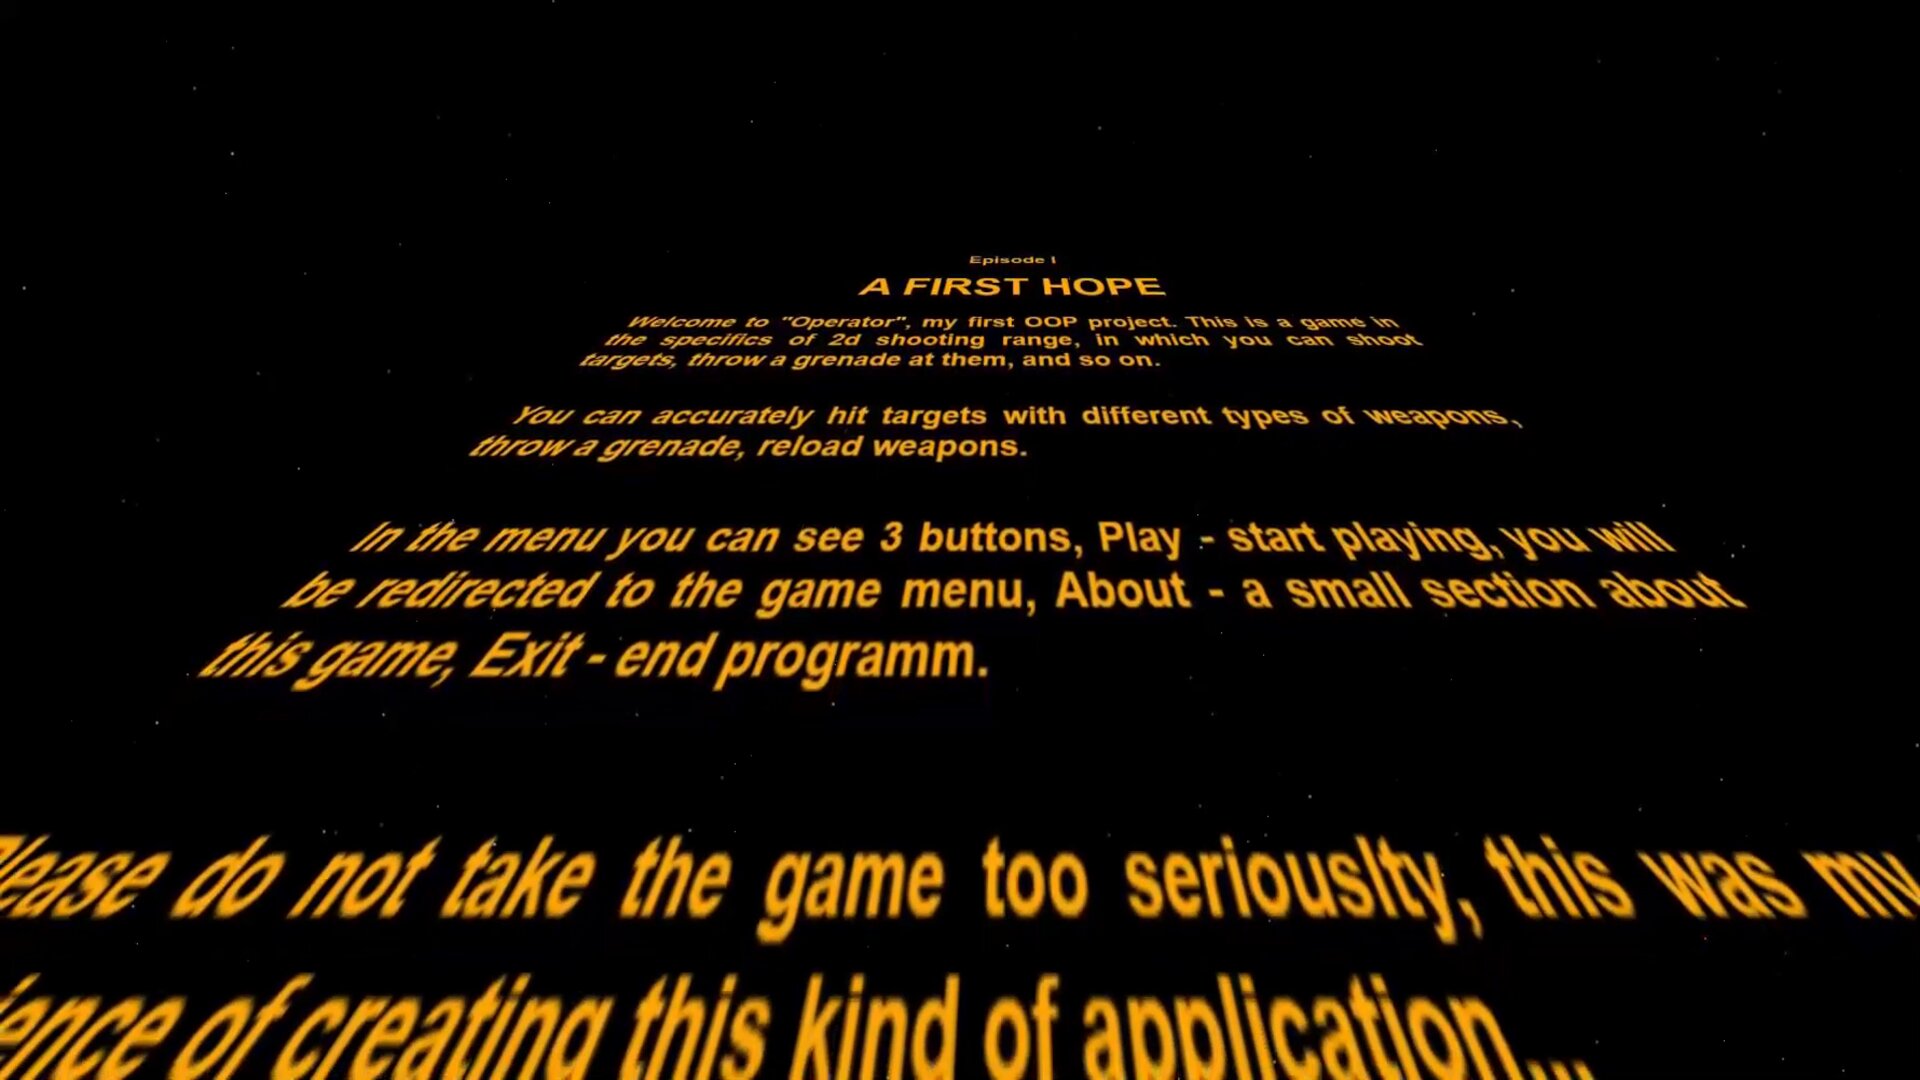 Episode I
A FIRST HOPE
Welcome to "Operator", my first OOP project. This is a game in
the specifics of 2d shooting range, in which you can shoot
targets, throw a grenade at them, and so on.
You can accurately hit targets with different types of weapons,
throw a grenade, reload weapons.
In the menu you can see 3 buttons, Play - start playing, you will
be redirected to the game menu, About - a small section about
this game, Exit - end programm.
Please do not take the game too seriouslty, this was my
of creating this kind of application...